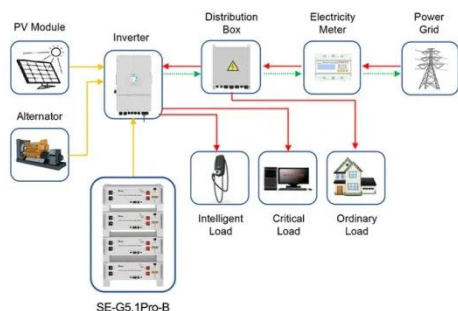 PV Module
Inverter
Distribution
Box
Electricity
Meter
Power
Grid
Alternator
Intelligent
Load
Critical
Load
Ordinary
Load
SE-G5.1Pro-B